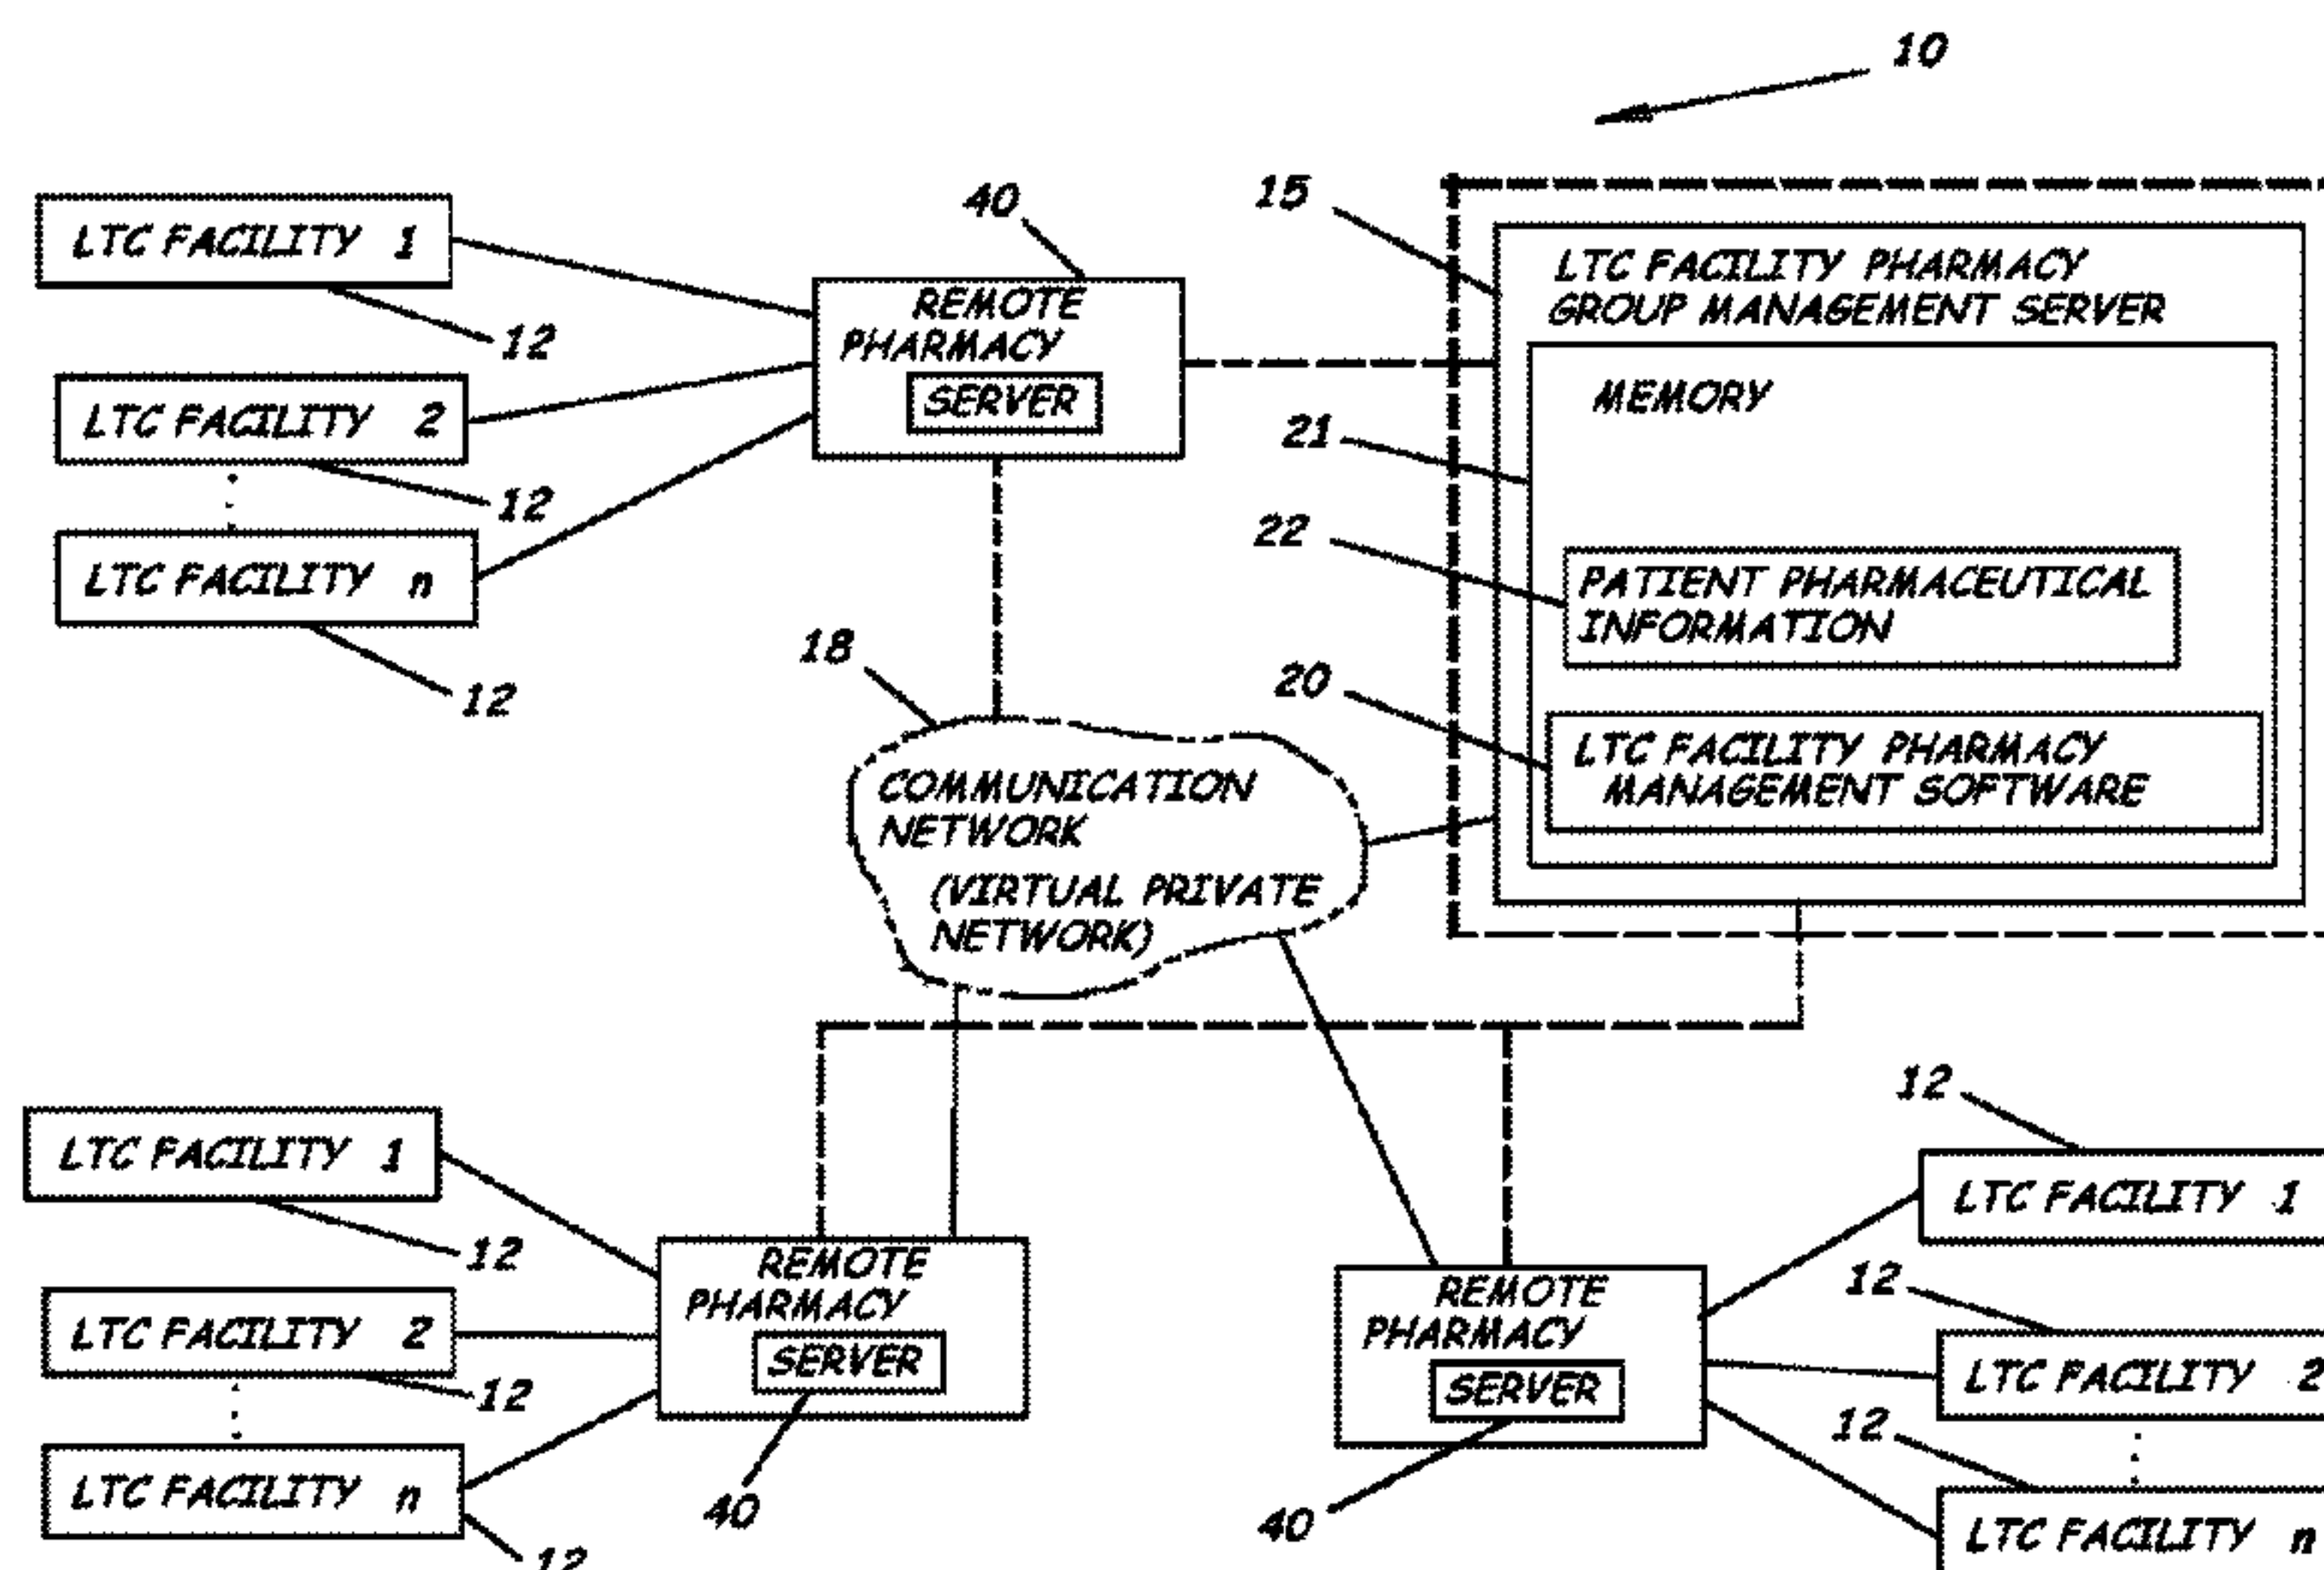 10
15
40
LTC FACILITY 1
12
LTC FACILITY 2
12
LTC FACILITY n
12
REMOTE
PHARMACY
SERVER
LTC FACILITY PHARMACY
GROUP MANAGEMENT SERVER
21
MEMORY
22
PATIENT PHARMACEUTICAL
INFORMATION
20
LTC FACILITY PHARMACY
MANAGEMENT SOFTWARE
18
COMMUNICATION
NETWORK
(VIRTUAL PRIVATE
NETWORK)
LTC FACILITY 1
12
LTC FACILITY 2
12
LTC FACILITY n
12
REMOTE
PHARMACY
SERVER
40
REMOTE
PHARMACY
SERVER
40
12
LTC FACILITY 1
12
LTC FACILITY 2
12
LTC FACILITY n